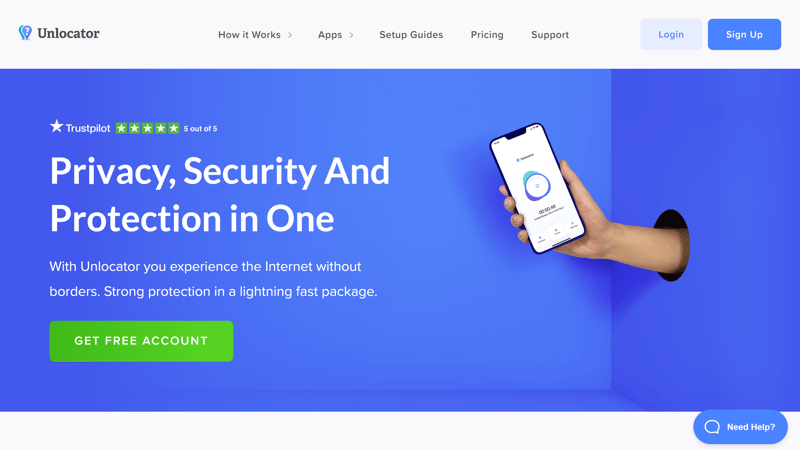 Unlocator
How it Works
Apps
Setup Guides
Pricing
Support
Login
Sign Up
Trustpilot
5 out of 5
Privacy, Security And
Protection in One
With Unlocator you experience the Internet without
borders. Strong protection in a lightning fast package.
GET FREE ACCOUNT
Unlocator
00:00:48
Need Help?